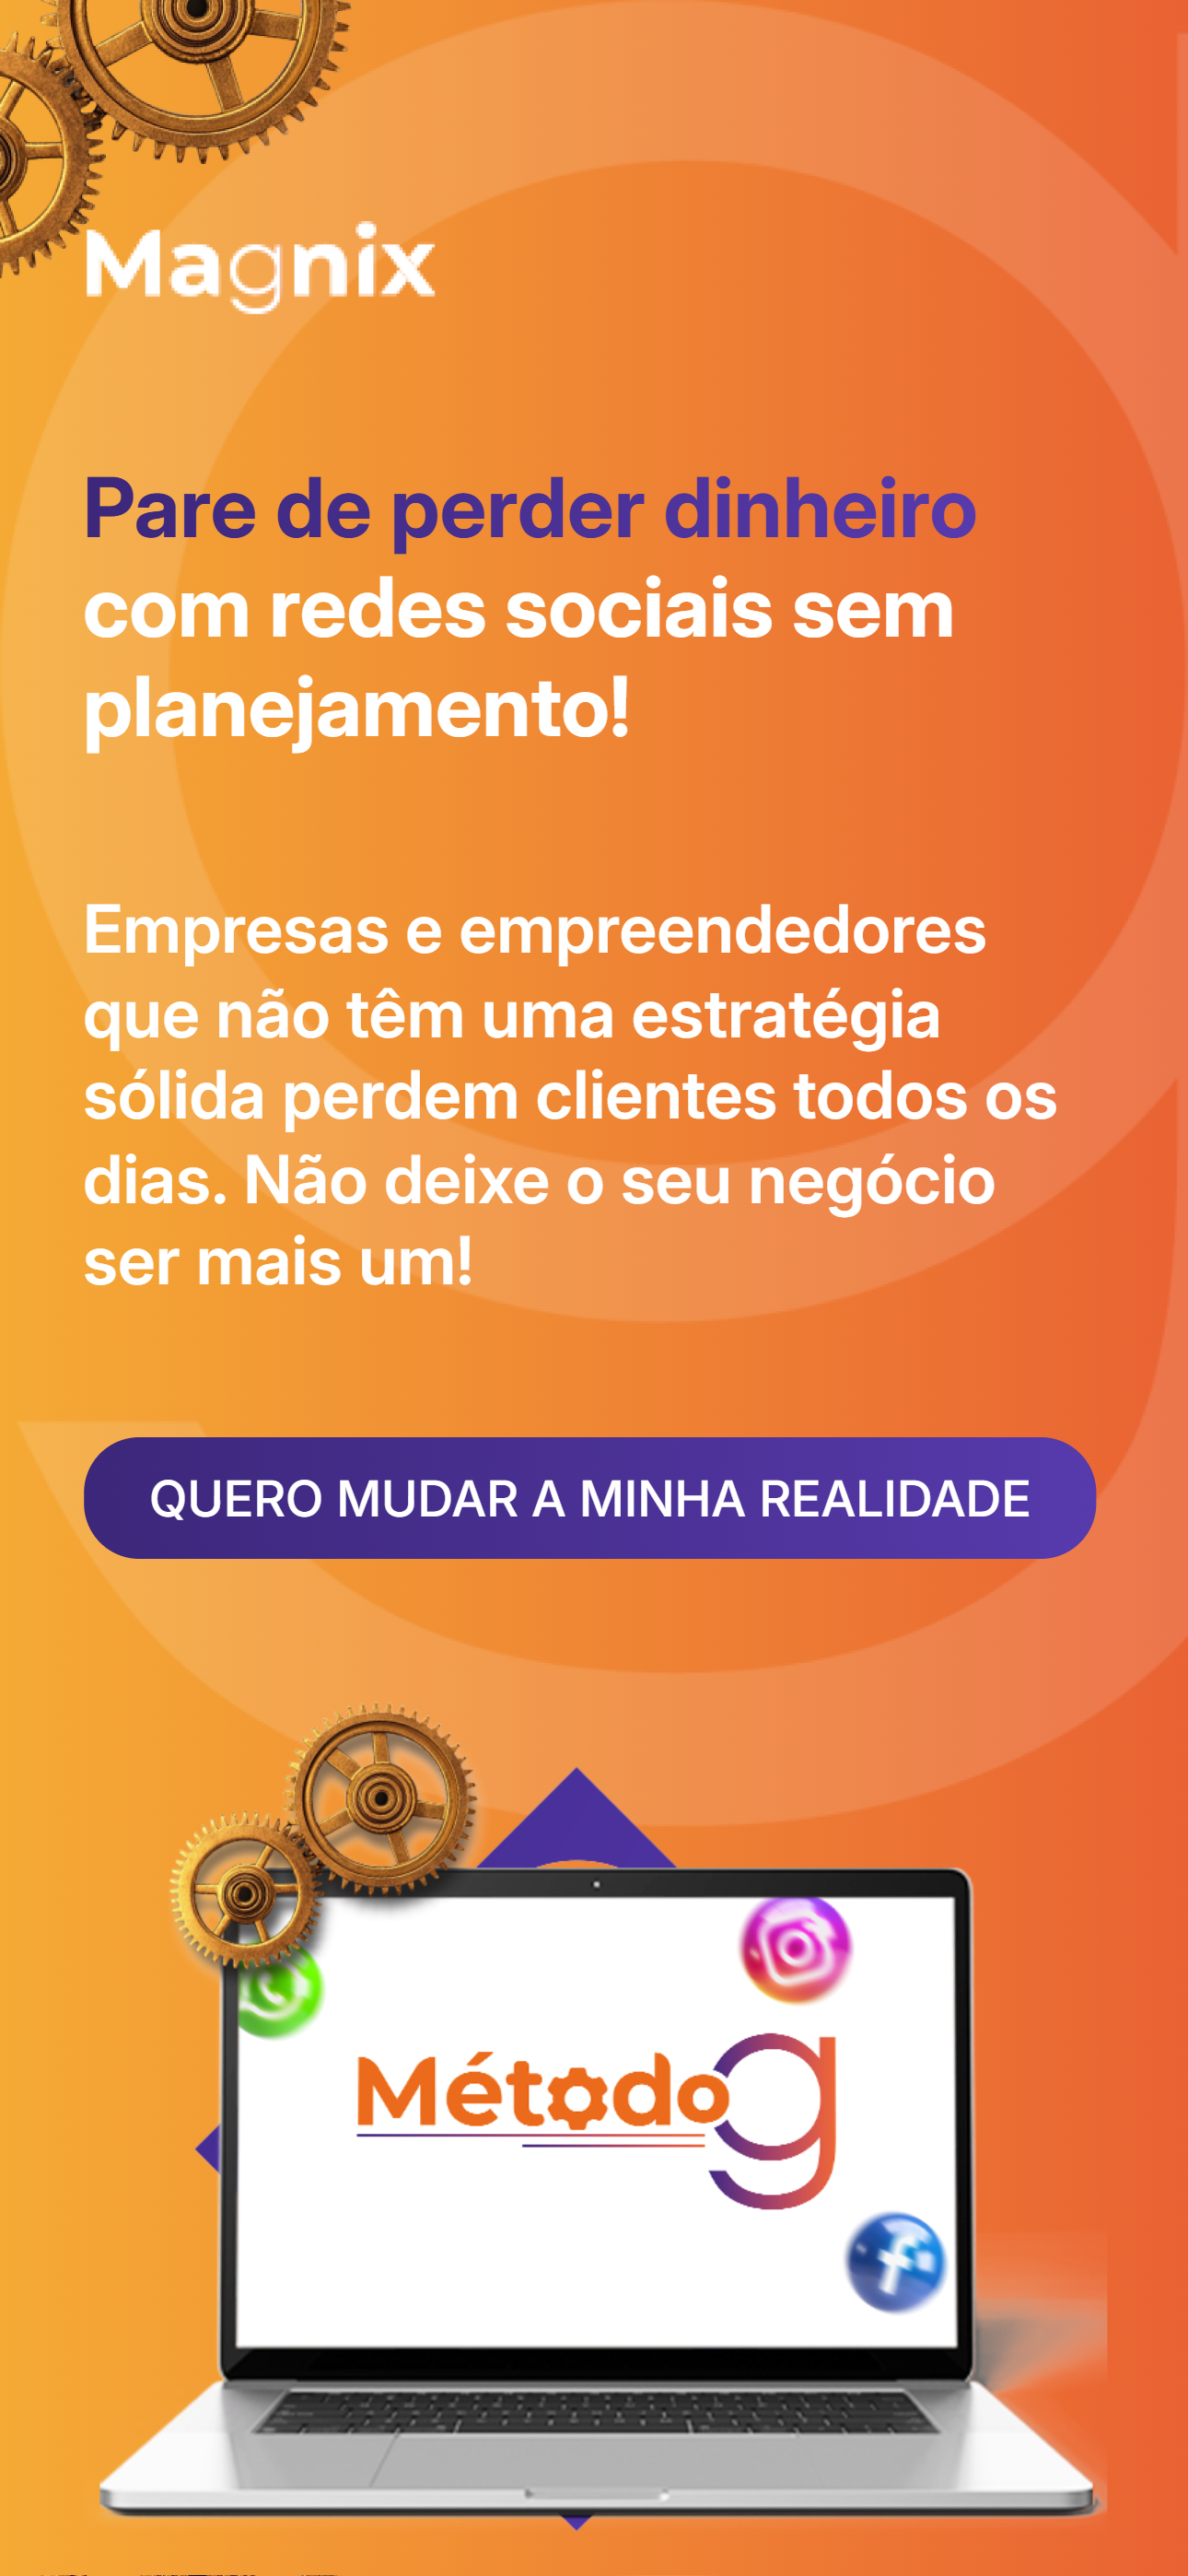 Magnix
Pare de perder dinheiro
com redes sociais sem
planejamento!
Empresas e empreendedores
que não têm uma estratégia
sólida perdem clientes todos os
dias. Não deixe o seu negócio
ser mais um!
QUERO MUDAR A MINHA REALIDADE
Método g